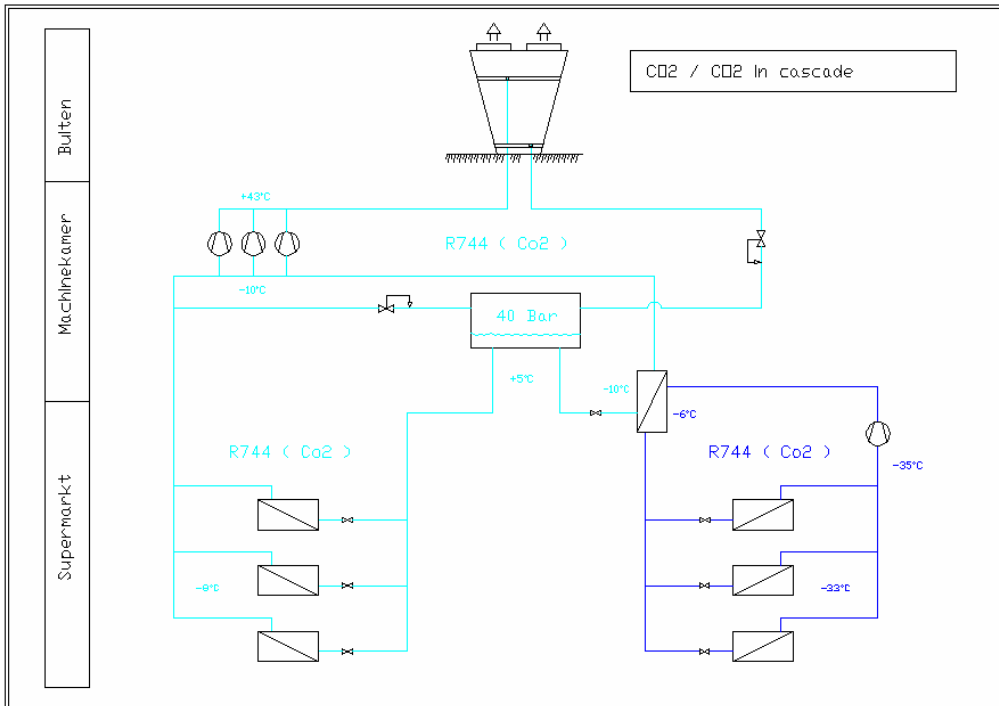 CO2 / CO2 in cascade
Buiten
Machinekamer
Supermarkt
+43°C
R744 ( Co2 )
-10°C
40 Bar
+5°C
-10°C
-6°C
R744 ( Co2 )
R744 ( Co2 )
-35°C
-33°C